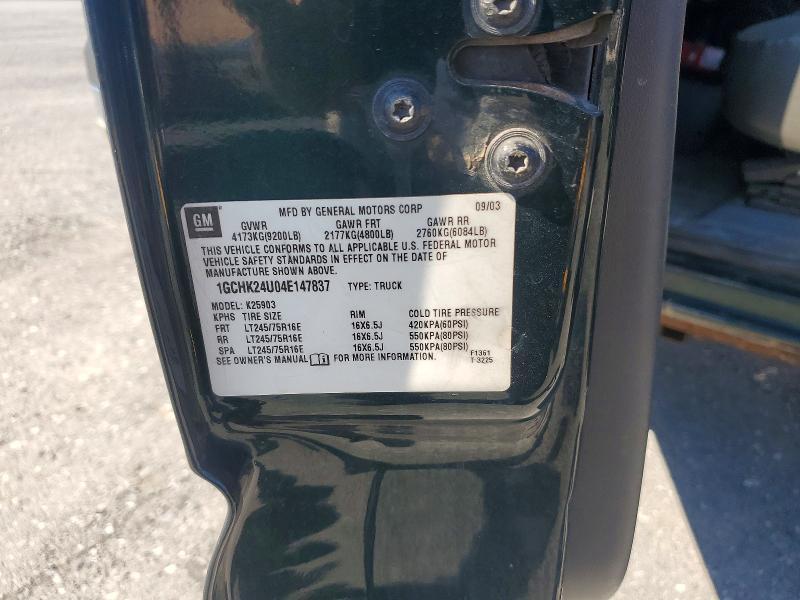 GM MFD BY GENERAL MOTORS CORP 09/03
GVWR GAWR FRT GAWR RR
4173KG(9200LB) 2177KG(4800LB) 2760KG(6084LB)
THIS VEHICLE CONFORMS TO ALL APPLICABLE U.S. FEDERAL MOTOR
VEHICLE SAFETY STANDARDS IN EFFECT ON THE DATE OF
MANUFACTURE SHOWN ABOVE.
1GCHK24U04E147837 TYPE: TRUCK
MODEL: K25903
KPHS TIRE SIZE RIM COLD TIRE PRESSURE
FRT LT245/75R16E 16X6.5J 420KPA(60PSI)
RR LT245/75R16E 16X6.5J 550KPA(80PSI)
SPA LT245/75R16E 16X6.5J 550KPA(80PSI)
SEE OWNER'S MANUAL FOR MORE INFORMATION. F1361
T-3225